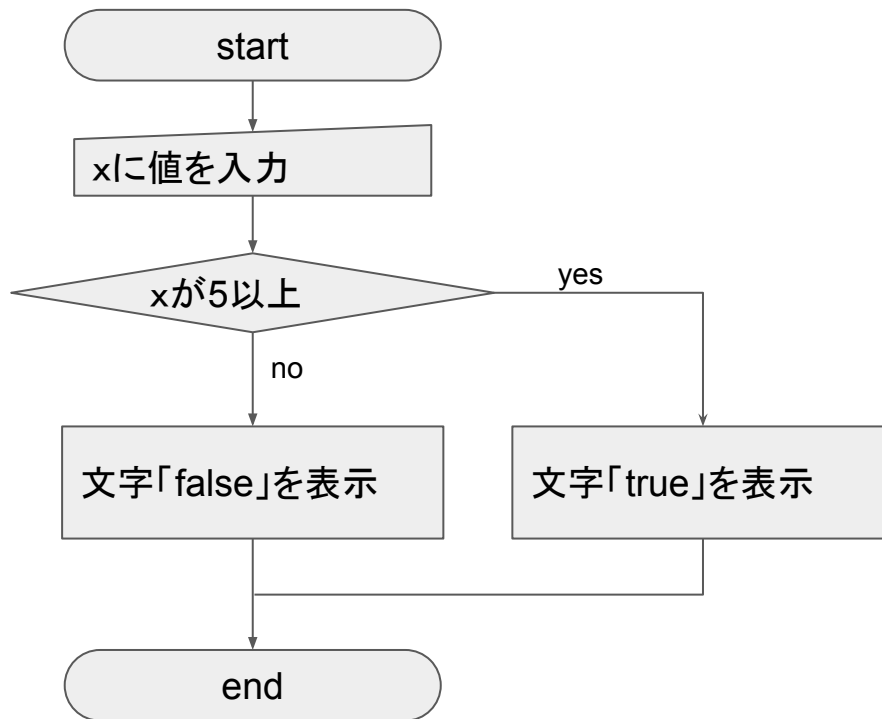 start
xに値を入力
xが5以上
yes
no
文字「false」を表示
文字「true」を表示
end